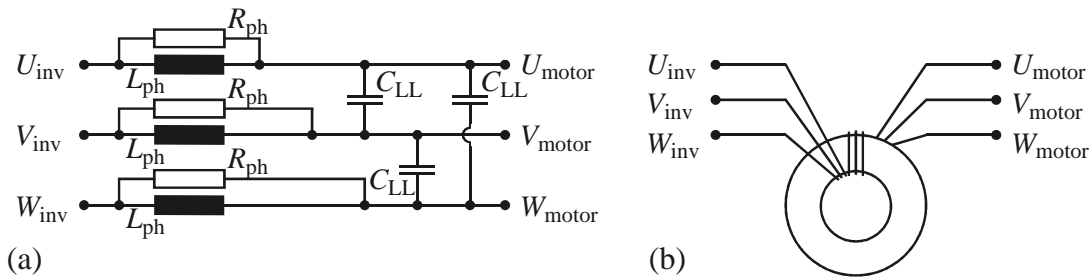 R_ph
U_inv
L_ph
U_motor
C_LL
C_LL
R_ph
V_inv
L_ph
V_motor
R_ph
C_LL
W_inv
L_ph
W_motor
(a)
U_inv
U_motor
V_inv
V_motor
W_inv
W_motor
(b)